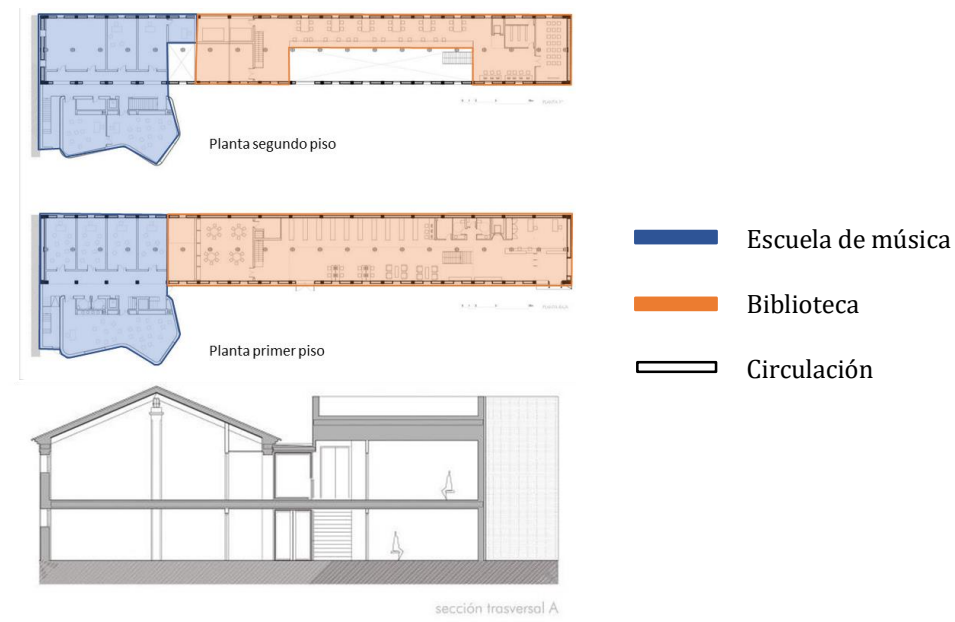 Planta segundo piso
Escuela de música
Biblioteca
Planta primer piso
Circulación
sección trasversal A